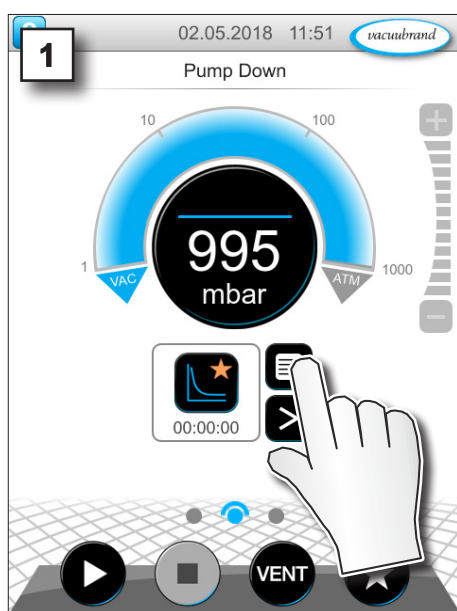 02.05.2018 11:51 vacuubrand
1
Pump Down
10 100
1 1000
VAC ATM
995
mbar
00:00:00
VENT